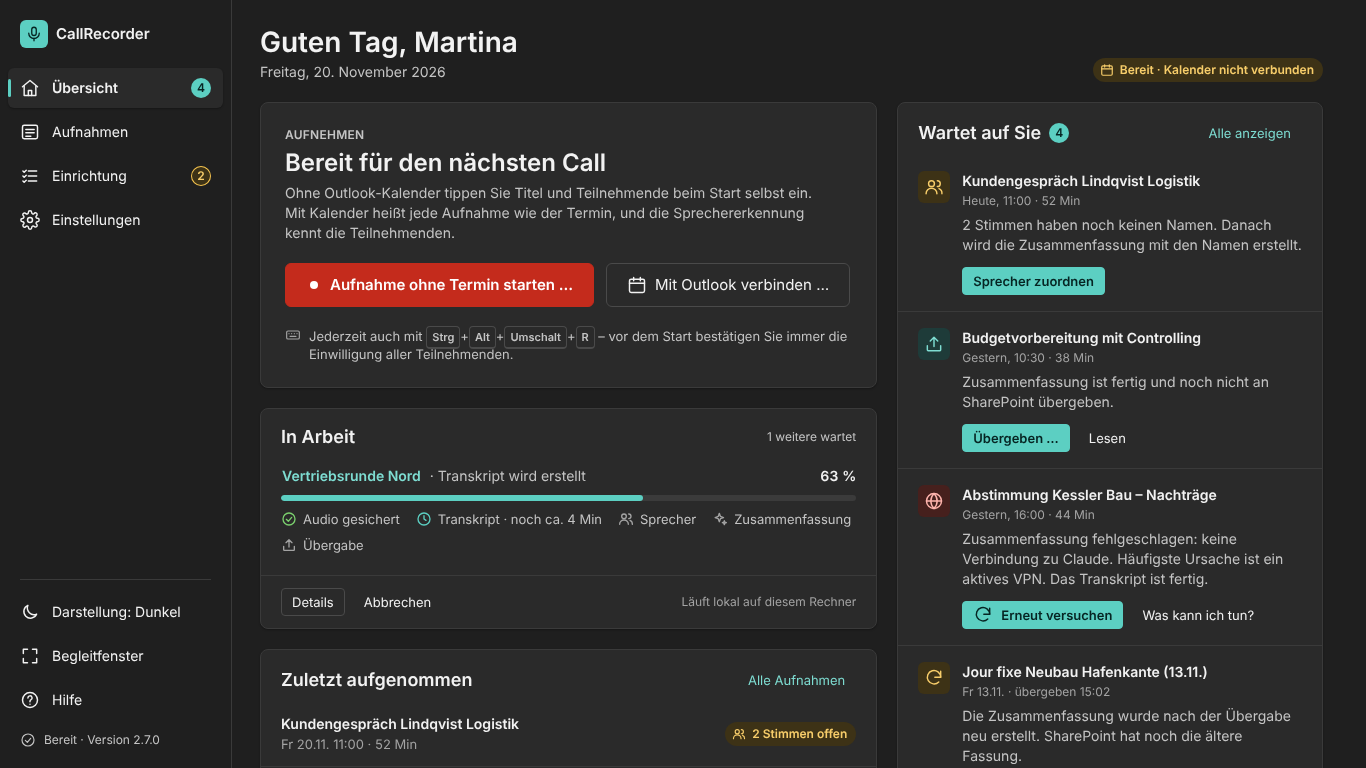 CallRecorder
Übersicht 4
Aufnahmen
Einrichtung 2
Einstellungen
Darstellung: Dunkel
Begleitfenster
Hilfe
Bereit · Version 2.7.0
Guten Tag, Martina
Freitag, 20. November 2026
Bereit · Kalender nicht verbunden
AUFNEHMEN
Bereit für den nächsten Call
Ohne Outlook-Kalender tippen Sie Titel und Teilnehmende beim Start selbst ein.
Mit Kalender heißt jede Aufnahme wie der Termin, und die Sprechererkennung
kennt die Teilnehmenden.
Aufnahme ohne Termin starten ...
Mit Outlook verbinden ...
Jederzeit auch mit Strg + Alt + Umschalt + R – vor dem Start bestätigen Sie immer die
Einwilligung aller Teilnehmenden.
In Arbeit
1 weitere wartet
Vertriebsrunde Nord · Transkript wird erstellt
63 %
Audio gesichert
Transkript · noch ca. 4 Min
Sprecher
Zusammenfassung
Übergabe
Details
Abbrechen
Läuft lokal auf diesem Rechner
Zuletzt aufgenommen
Alle Aufnahmen
Kundengespräch Lindqvist Logistik
Fr 20.11. 11:00 · 52 Min
2 Stimmen offen
Wartet auf Sie 4
Alle anzeigen
Kundengespräch Lindqvist Logistik
Heute, 11:00 · 52 Min
2 Stimmen haben noch keinen Namen. Danach
wird die Zusammenfassung mit den Namen erstellt.
Sprecher zuordnen
Budgetvorbereitung mit Controlling
Gestern, 10:30 · 38 Min
Zusammenfassung ist fertig und noch nicht an
SharePoint übergeben.
Übergeben ...
Lesen
Abstimmung Kessler Bau – Nachträge
Gestern, 16:00 · 44 Min
Zusammenfassung fehlgeschlagen: keine
Verbindung zu Claude. Häufigste Ursache ist ein
aktives VPN. Das Transkript ist fertig.
Erneut versuchen
Was kann ich tun?
Jour fixe Neubau Hafenkante (13.11.)
Fr 13.11. · übergeben 15:02
Die Zusammenfassung wurde nach der Übergabe
neu erstellt. SharePoint hat noch die ältere
Fassung.